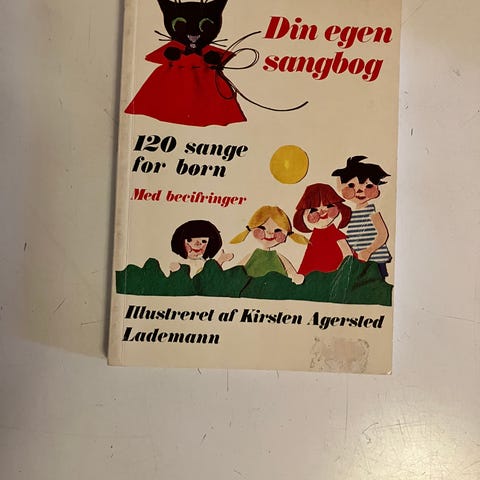 Din egen
sangbog
120 sange
for børn
Med becifringer
Illustreret af Kirsten Agersted
Lademann